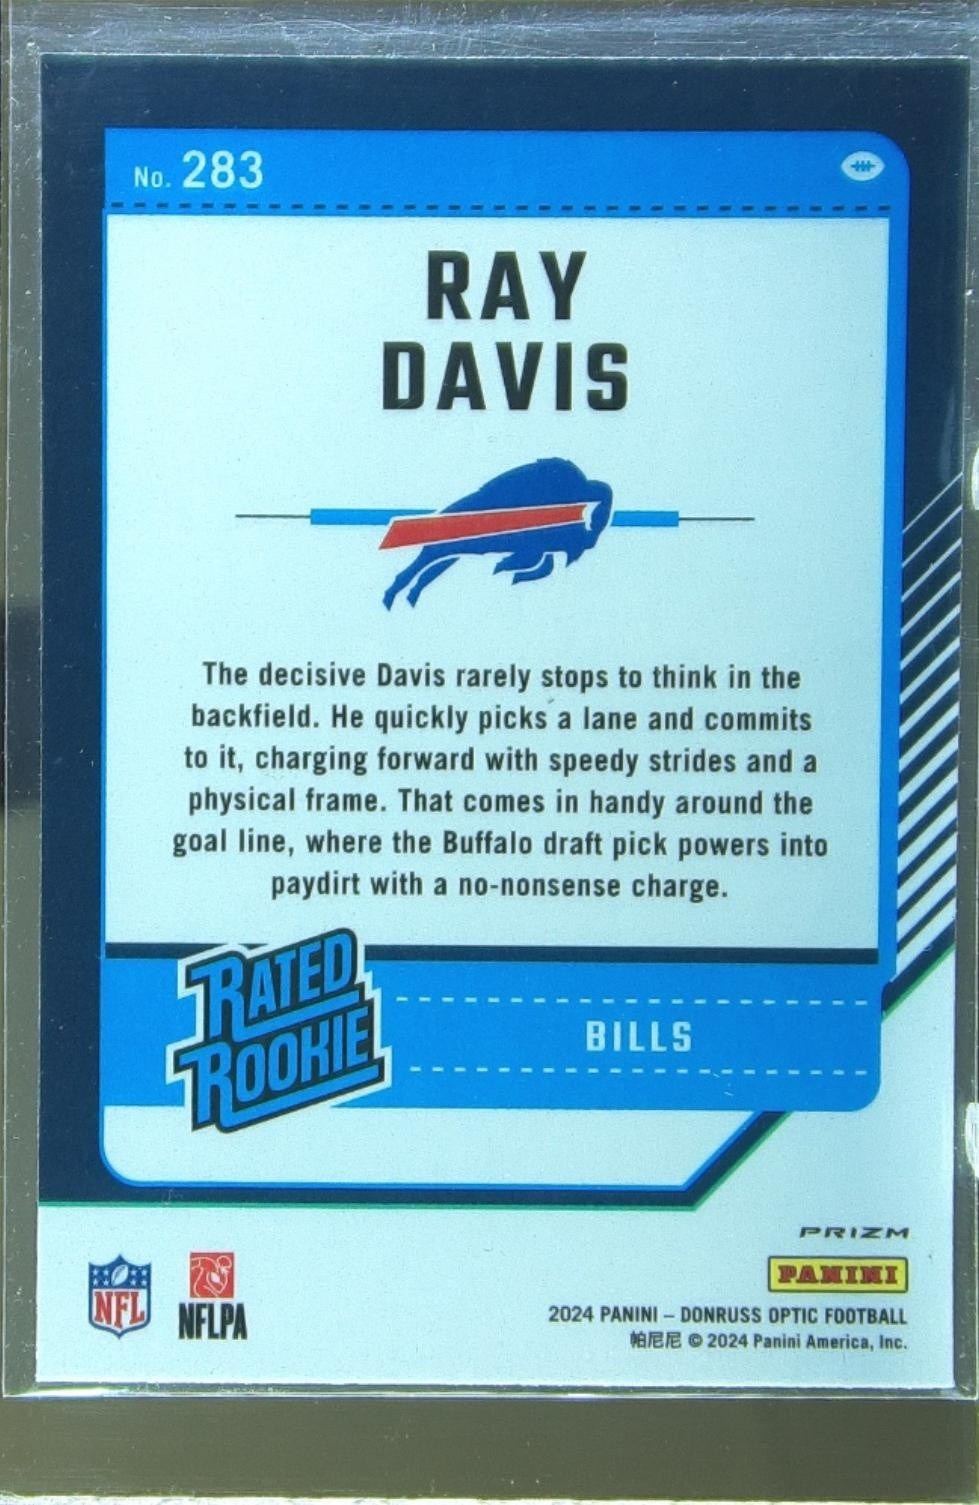 No. 283
RAY
DAVIS
The decisive Davis rarely stops to think in the
backfield. He quickly picks a lane and commits
to it, charging forward with speedy strides and a
physical frame. That comes in handy around the
goal line, where the Buffalo draft pick powers into
paydirt with a no-nonsense charge.
RATED
ROOKIE
BILLS
PRIZM
PANINI
NFL
NFLPA
2024 PANINI – DONRUSS OPTIC FOOTBALL
帕尼尼 © 2024 Panini America, Inc.